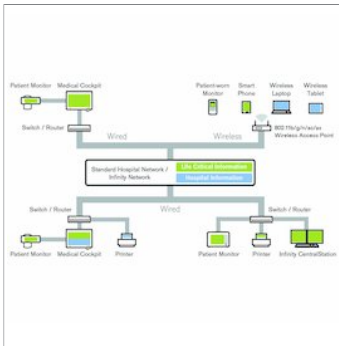 Patient Monitor
Medical Cockpit
Patient-worn
Monitor
Smart
Phone
Wireless
Laptop
Wireless
Tablet
Switch / Router
Wired
Wireless
802.11b/g/n/ac/ax
Wireless Access Point
Standard Hospital Network /
Infinity Network
Life Critical Information
Hospital Information
Switch / Router
Wired
Switch / Router
Patient Monitor
Medical Cockpit
Printer
Patient Monitor
Printer
Infinity CentralStation